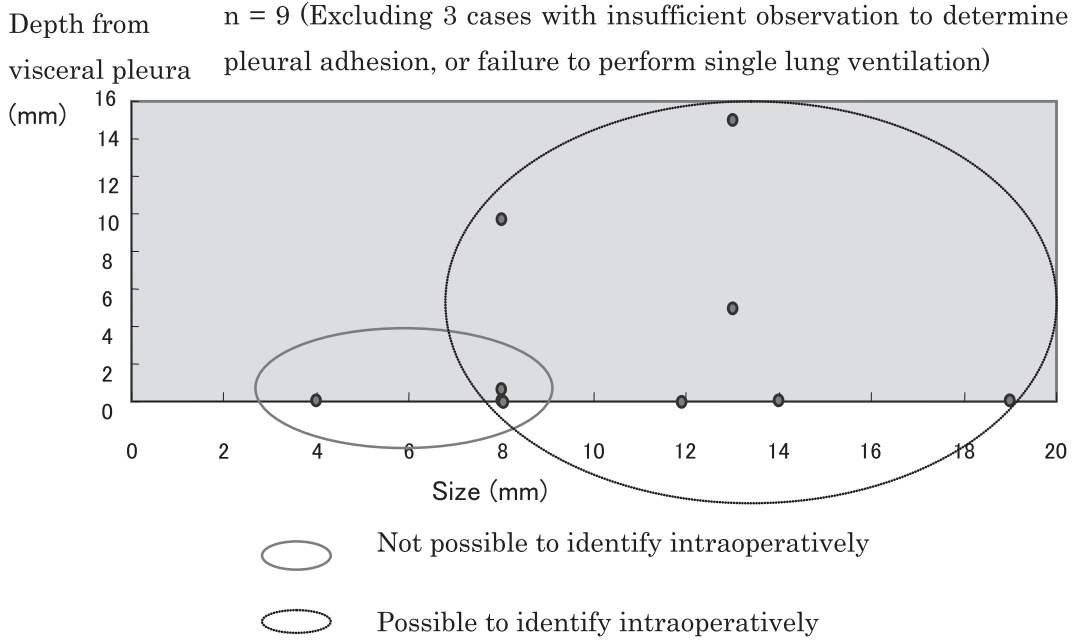 Depth from
visceral pleura
(mm)
n = 9 (Excluding 3 cases with insufficient observation to determine
pleural adhesion, or failure to perform single lung ventilation)
16
14
12
10
8
6
4
2
0
0 2 4 6 8 10 12 14 16 18 20
Size (mm)
Not possible to identify intraoperatively
Possible to identify intraoperatively